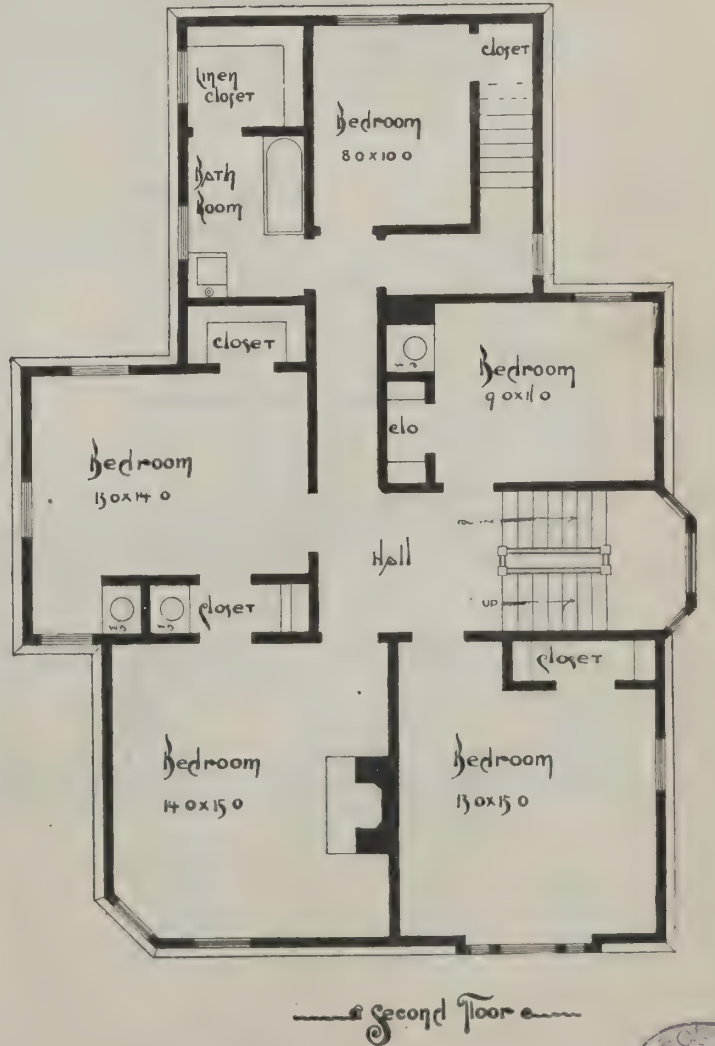 Linen
closet
closet
Bedroom
8 0 x 10 0
Bath
Room
closet
Bedroom
9 0 x 11 0
W B
clo
Bedroom
13 0 x 14 0
Hall
UP
closet
W B
W B
closet
Bedroom
14 0 x 15 0
Bedroom
13 0 x 15 0
Second Floor